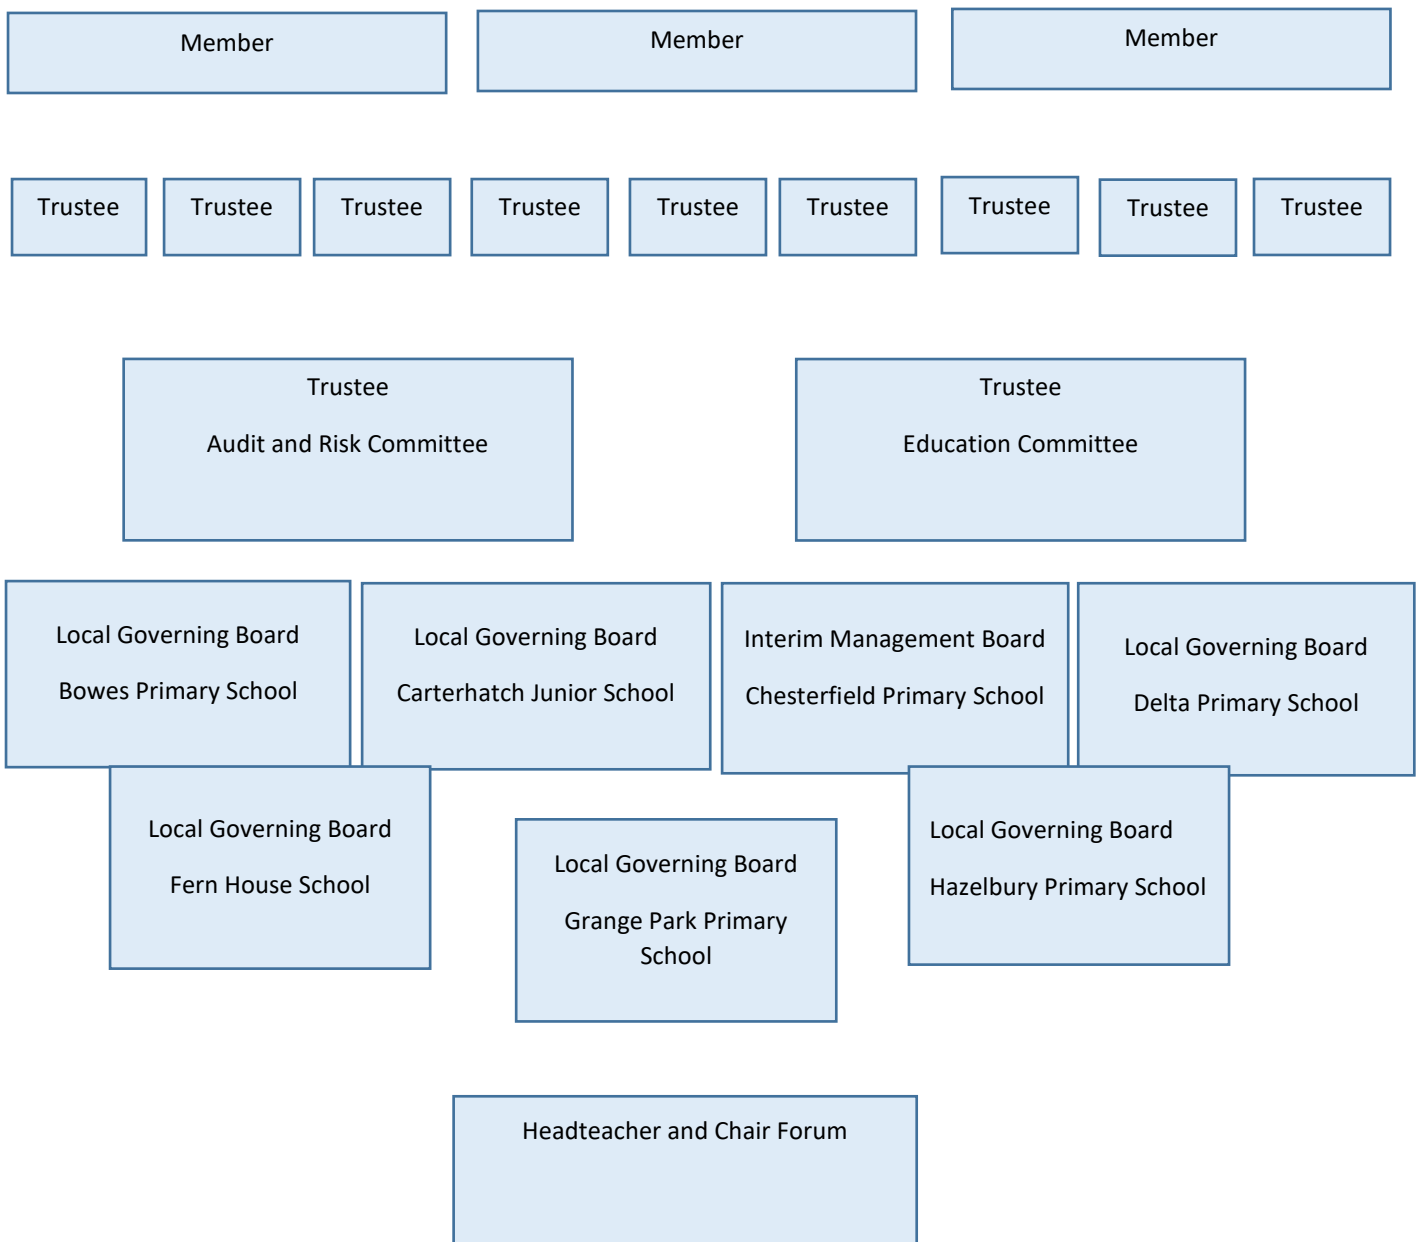 Member
Member
Member
Trustee
Trustee
Trustee
Trustee
Trustee
Trustee
Trustee
Trustee
Trustee
Trustee
Audit and Risk Committee
Trustee
Education Committee
Local Governing Board
Bowes Primary School
Local Governing Board
Carterhatch Junior School
Interim Management Board
Chesterfield Primary School
Local Governing Board
Delta Primary School
Local Governing Board
Fern House School
Local Governing Board
Grange Park Primary
School
Local Governing Board
Hazelbury Primary School
Headteacher and Chair Forum